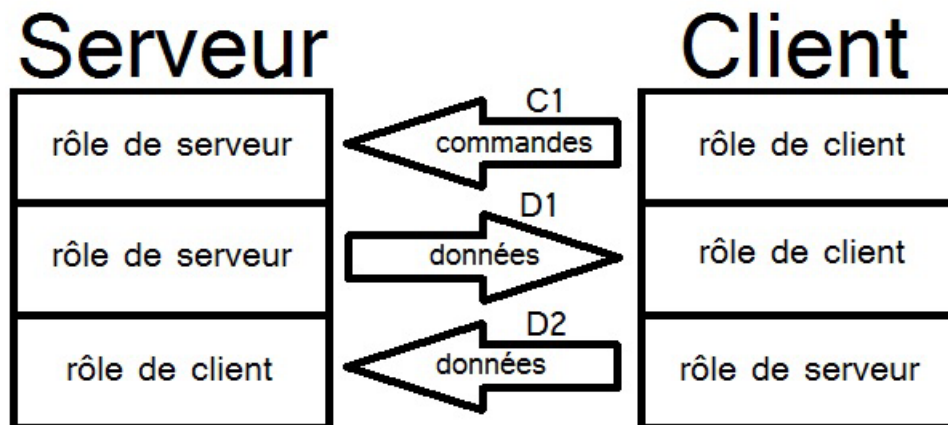 Serveur Client
C1
rôle de serveur commandes rôle de client
D1
rôle de serveur données rôle de client
D2
rôle de client données rôle de serveur